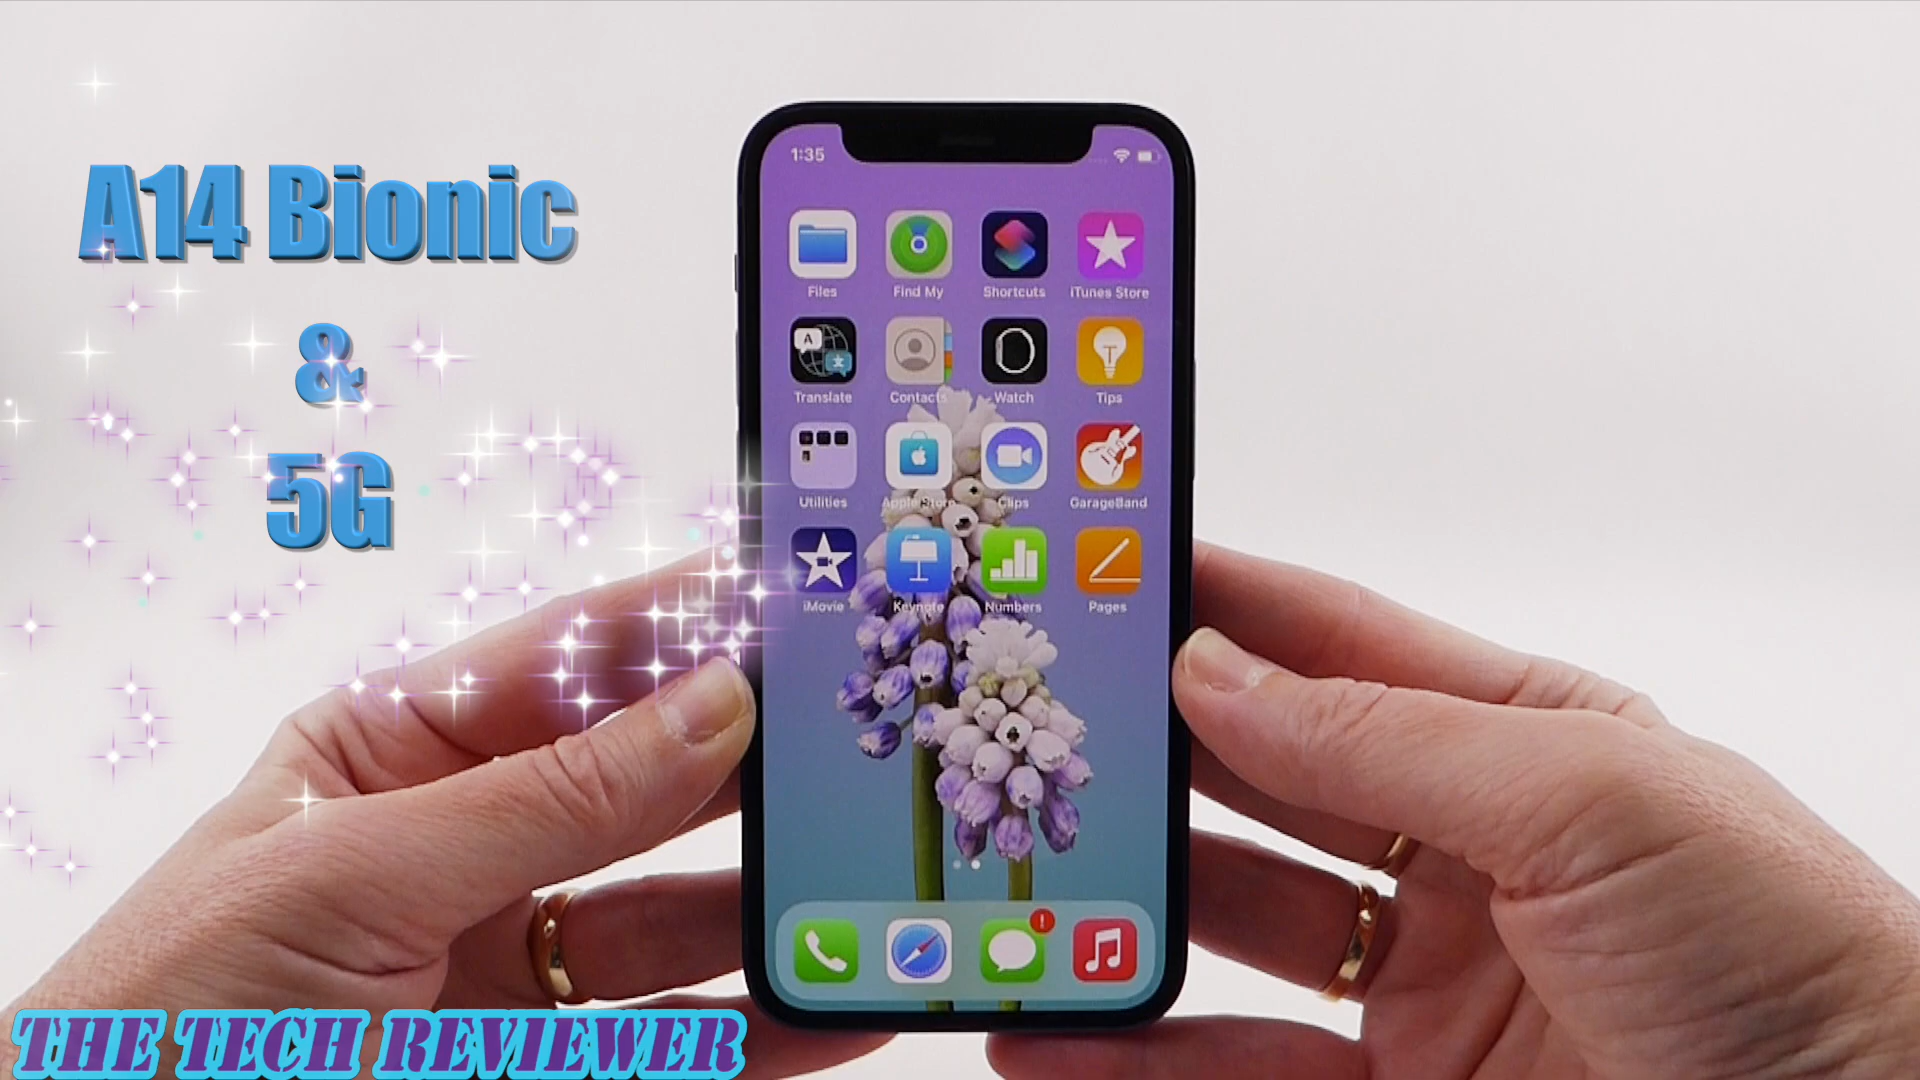 A14 Bionic
&
5G
1:35
Files Find My Shortcuts iTunes Store
A
Translate Contacts Watch Tips
Utilities Apple Store Clips GarageBand
iMovie Keynote Numbers Pages
!
THE TECH REVIEWER